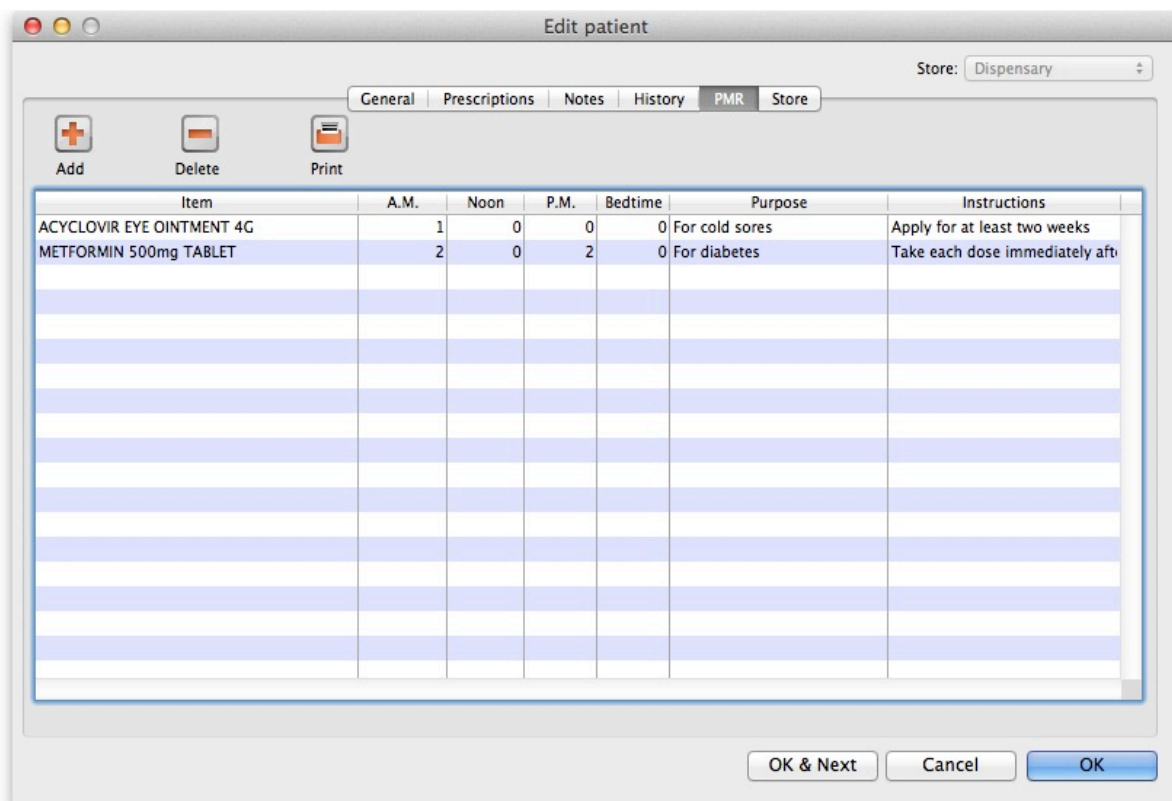 Edit patient
Store: Dispensary
General Prescriptions Notes History PMR Store
Add Delete Print
Item A.M. Noon P.M. Bedtime Purpose Instructions
ACYCLOVIR EYE OINTMENT 4G 1 0 0 0 For cold sores Apply for at least two weeks
METFORMIN 500mg TABLET 2 0 2 0 For diabetes Take each dose immediately afte
OK & Next Cancel OK